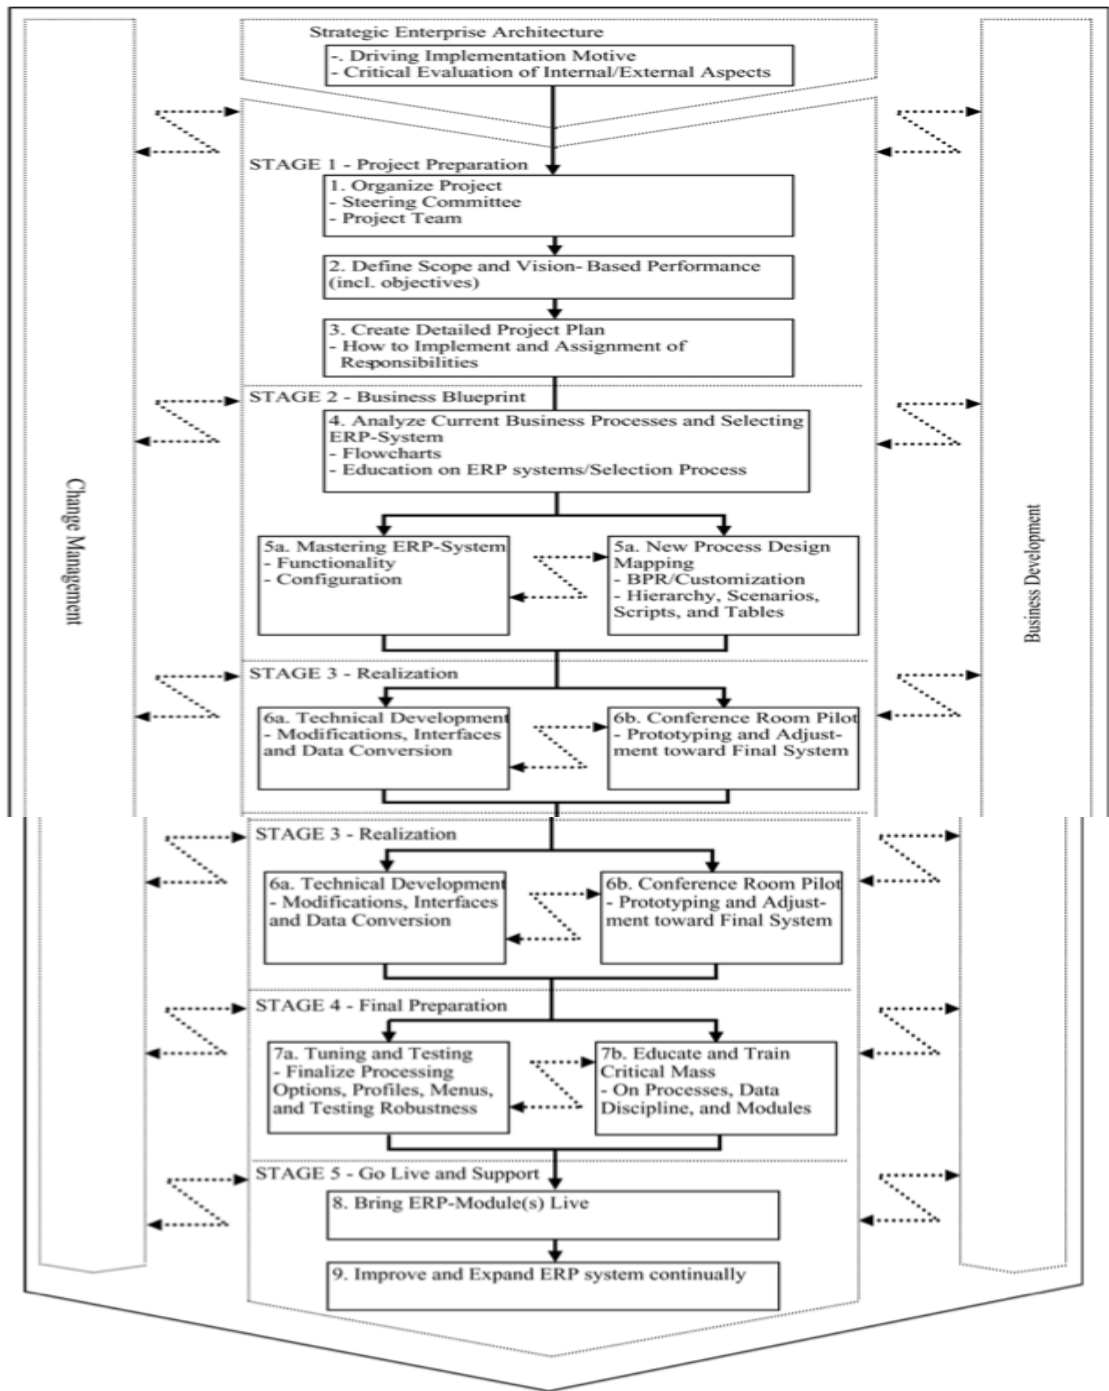 Strategic Enterprise Architecture
-. Driving Implementation Motive
- Critical Evaluation of Internal/External Aspects
STAGE 1 - Project Preparation
1. Organize Project
- Steering Committee
- Project Team
2. Define Scope and Vision- Based Performance
(incl. objectives)
3. Create Detailed Project Plan
- How to Implement and Assignment of
Responsibilities
STAGE 2 - Business Blueprint
4. Analyze Current Business Processes and Selecting
ERP-System
- Flowcharts
- Education on ERP systems/Selection Process
Change Management
Business Development
5a. Mastering ERP-System
- Functionality
- Configuration
5a. New Process Design
Mapping
- BPR/Customization
- Hierarchy, Scenarios,
Scripts, and Tables
STAGE 3 - Realization
6a. Technical Development
- Modifications, Interfaces
and Data Conversion
6b. Conference Room Pilot
- Prototyping and Adjust-
ment toward Final System
STAGE 3 - Realization
6a. Technical Development
- Modifications, Interfaces
and Data Conversion
6b. Conference Room Pilot
- Prototyping and Adjust-
ment toward Final System
STAGE 4 - Final Preparation
7a. Tuning and Testing
- Finalize Processing
Options, Profiles, Menus,
and Testing Robustness
7b. Educate and Train
Critical Mass
- On Processes, Data
Discipline, and Modules
STAGE 5 - Go Live and Support
8. Bring ERP-Module(s) Live
9. Improve and Expand ERP system continually